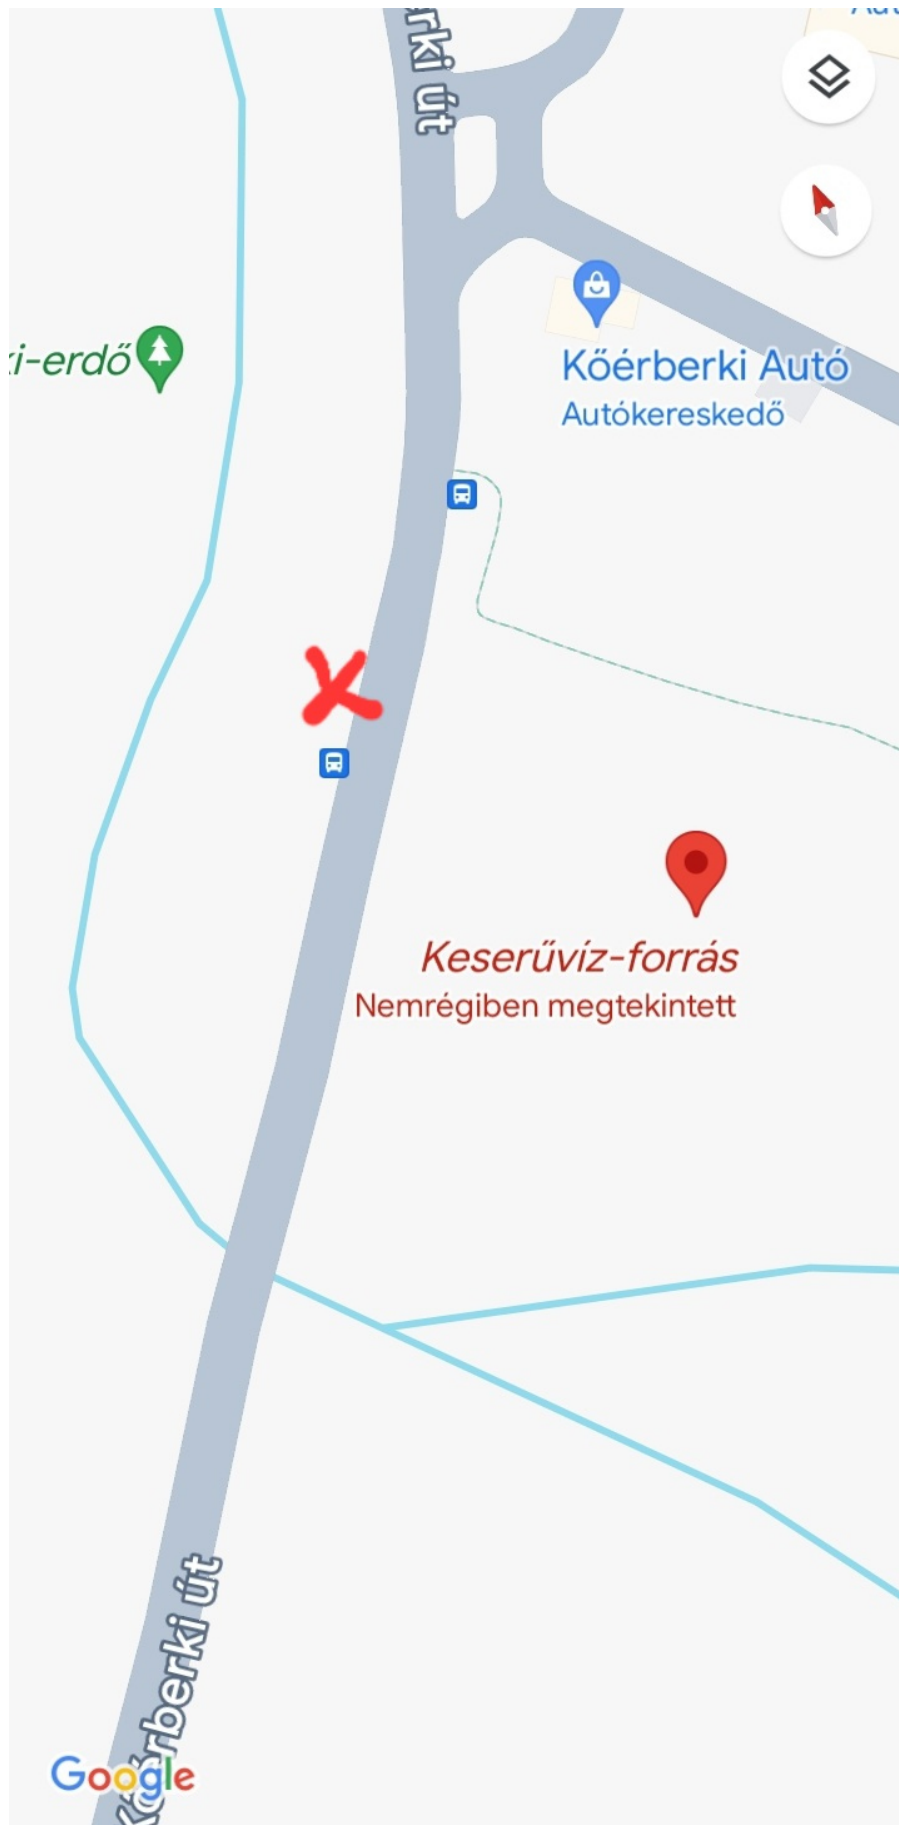 rki út
i-erdő
Kőérberki Autó
Autókereskedő
Keserűvíz-forrás
Nemrégiben megtekintett
Kőérberki út
Google